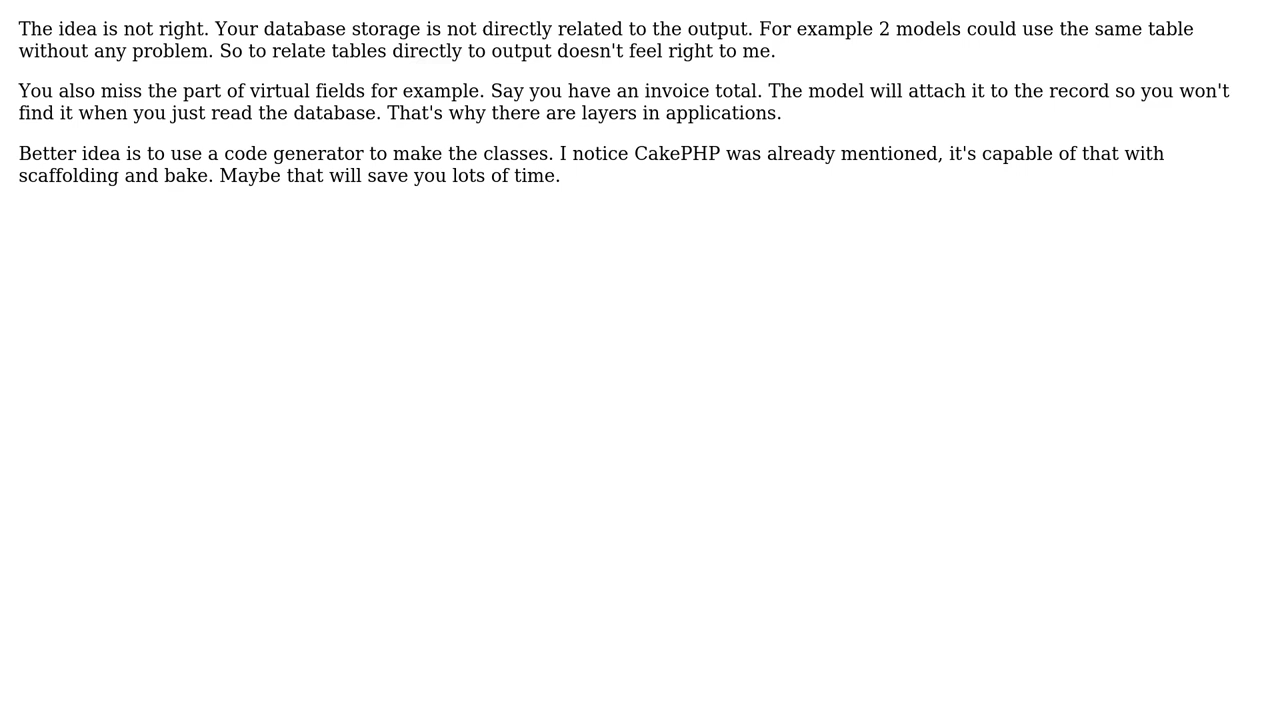 The idea is not right. Your database storage is not directly related to the output. For example 2 models could use the same table
without any problem. So to relate tables directly to output doesn't feel right to me.
You also miss the part of virtual fields for example. Say you have an invoice total. The model will attach it to the record so you won't
find it when you just read the database. That's why there are layers in applications.
Better idea is to use a code generator to make the classes. I notice CakePHP was already mentioned, it's capable of that with
scaffolding and bake. Maybe that will save you lots of time.